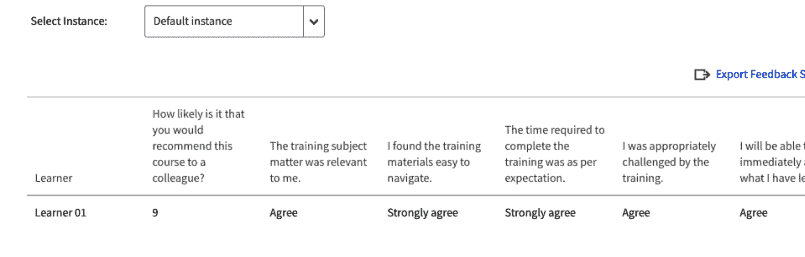 Select Instance: Default instance
Export Feedback S
Learner
How likely is it that
you would
recommend this
course to a
colleague?
The training subject
matter was relevant
to me.
I found the training
materials easy to
navigate.
The time required to
complete the
training was as per
expectation.
I was appropriately
challenged by the
training.
I will be able
immediately
what I have le
Learner 01 9 Agree Strongly agree Strongly agree Agree Agree